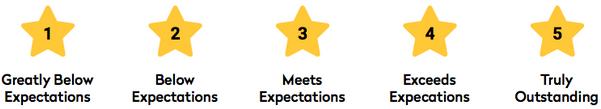 1 2 3 4 5
Greatly Below Below Meets Exceeds Truly
Expectations Expectations Expectations Expecations Outstanding